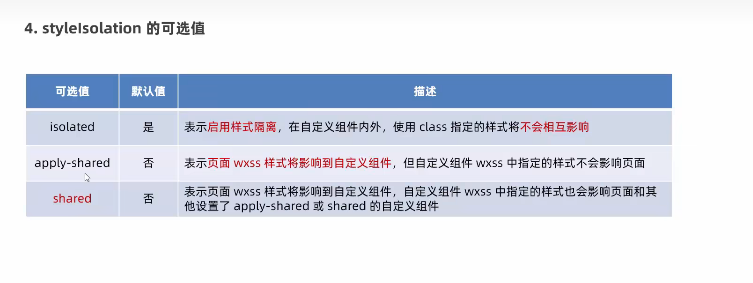 4. styleIsolation 的可选值
可选值 默认值 描述
isolated 是 表示启用样式隔离，在自定义组件内外，使用 class 指定的样式将不会相互影响
apply-shared 否 表示页面 wxss 样式将影响到自定义组件，但自定义组件 wxss 中指定的样式不会影响页面
shared 否 表示页面 wxss 样式将影响到自定义组件，自定义组件 wxss 中指定的样式也会影响页面和其
他设置了 apply-shared 或 shared 的自定义组件